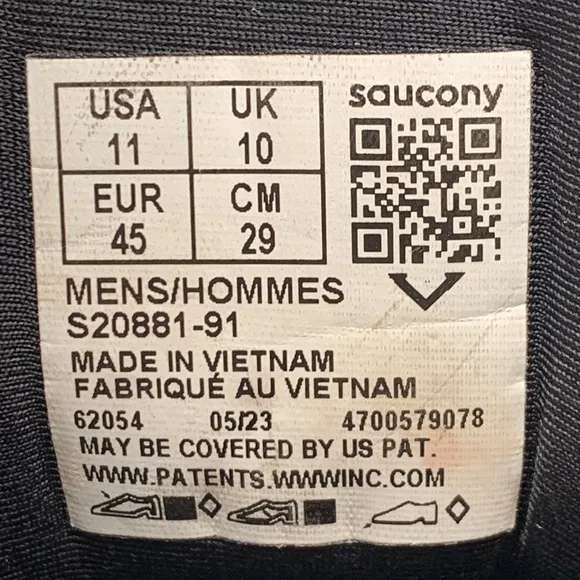 USA UK saucony
11 10
EUR CM
45 29
MENS/HOMMES
S20881-91
MADE IN VIETNAM
FABRIQUÉ AU VIETNAM
62054 05/23 4700579078
MAY BE COVERED BY US PAT.
WWW.PATENTS.WWWINC.COM